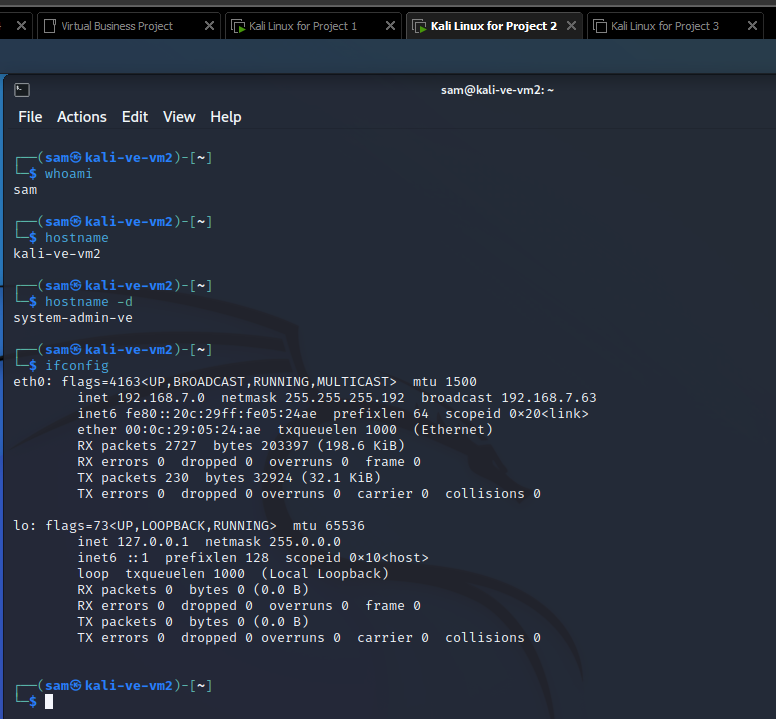 Virtual Business Project
Kali Linux for Project 1
Kali Linux for Project 2
Kali Linux for Project 3
sam@kali-ve-vm2: ~
File Actions Edit View Help
┌──(sam㉿kali-ve-vm2)-[~]
└─$ whoami
sam
┌──(sam㉿kali-ve-vm2)-[~]
└─$ hostname
kali-ve-vm2
┌──(sam㉿kali-ve-vm2)-[~]
└─$ hostname -d
system-admin-ve
┌──(sam㉿kali-ve-vm2)-[~]
└─$ ifconfig
eth0: flags=4163<UP,BROADCAST,RUNNING,MULTICAST>  mtu 1500
        inet 192.168.7.0  netmask 255.255.255.192  broadcast 192.168.7.63
        inet6 fe80::20c:29ff:fe05:24ae  prefixlen 64  scopeid 0×20<link>
        ether 00:0c:29:05:24:ae  txqueuelen 1000  (Ethernet)
        RX packets 2727  bytes 203397 (198.6 KiB)
        RX errors 0  dropped 0  overruns 0  frame 0
        TX packets 230  bytes 32924 (32.1 KiB)
        TX errors 0  dropped 0 overruns 0  carrier 0  collisions 0
lo: flags=73<UP,LOOPBACK,RUNNING>  mtu 65536
        inet 127.0.0.1  netmask 255.0.0.0
        inet6 ::1  prefixlen 128  scopeid 0×10<host>
        loop  txqueuelen 1000  (Local Loopback)
        RX packets 0  bytes 0 (0.0 B)
        RX errors 0  dropped 0  overruns 0  frame 0
        TX packets 0  bytes 0 (0.0 B)
        TX errors 0  dropped 0 overruns 0  carrier 0  collisions 0
┌──(sam㉿kali-ve-vm2)-[~]
└─$